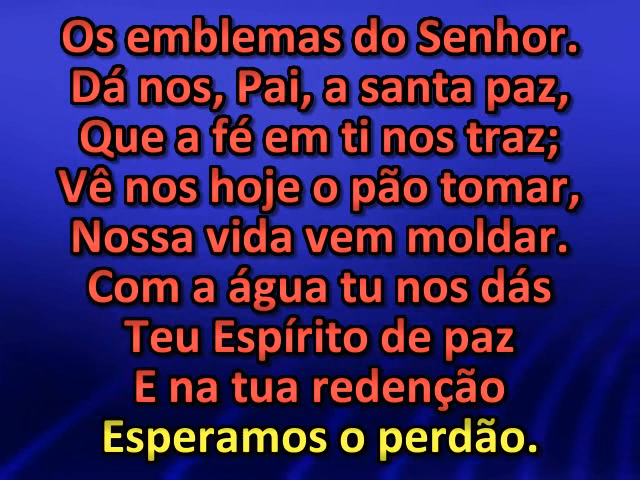 Os emblemas do Senhor.
Dá nos, Pai, a santa paz,
Que a fé em ti nos traz;
Vê nos hoje o pão tomar,
Nossa vida vem moldar.
Com a água tu nos dás
Teu Espírito de paz
E na tua redenção
Esperamos o perdão.